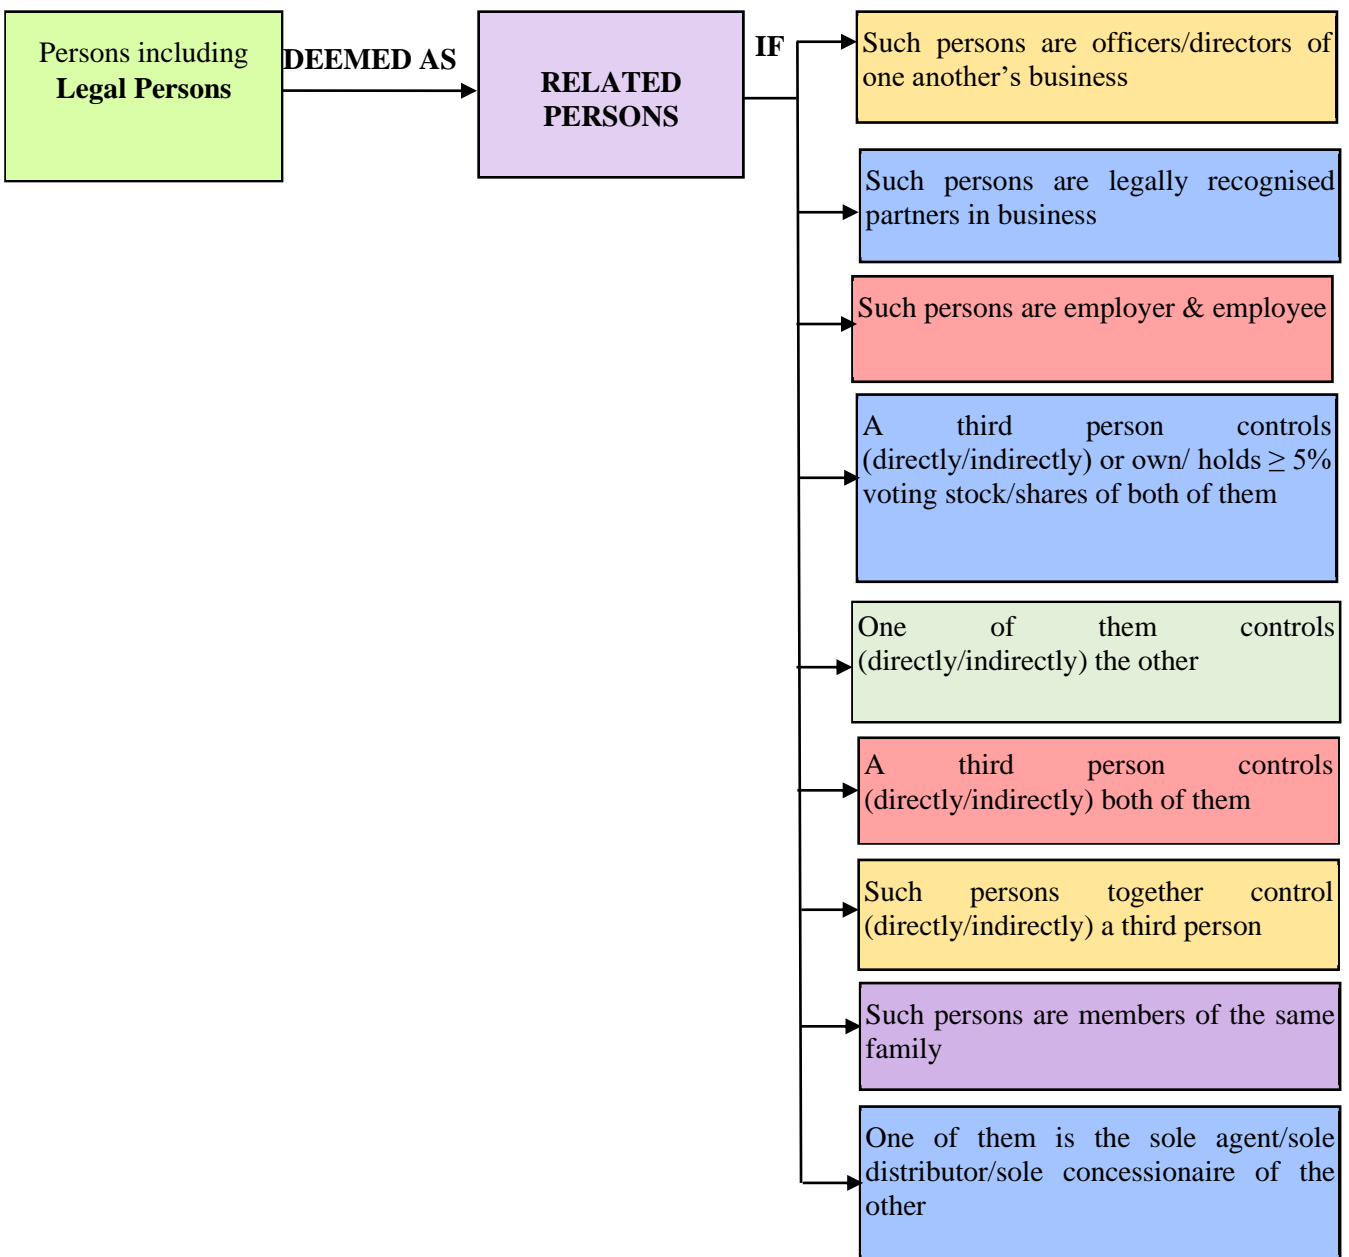 Persons including
Legal Persons
DEEMED AS
RELATED
PERSONS
IF
Such persons are officers/directors of
one another’s business
Such persons are legally recognised
partners in business
Such persons are employer & employee
A third person controls
(directly/indirectly) or own/ holds ≥ 5%
voting stock/shares of both of them
One of them controls
(directly/indirectly) the other
A third person controls
(directly/indirectly) both of them
Such persons together control
(directly/indirectly) a third person
Such persons are members of the same
family
One of them is the sole agent/sole
distributor/sole concessionaire of the
other